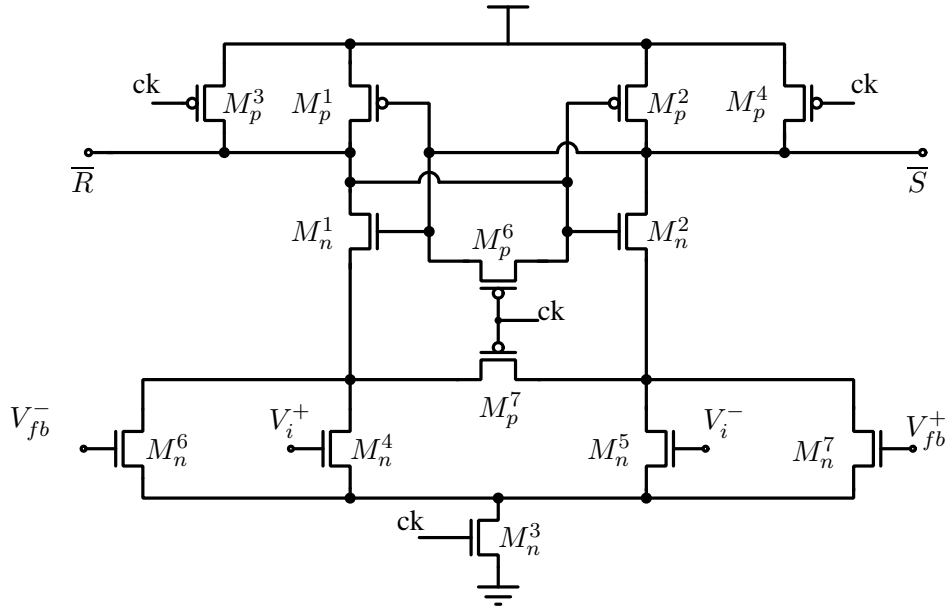 ck
M_p^3
M_p^1
M_p^2
M_p^4
ck
\overline{R}
\overline{S}
M_n^1
M_p^6
M_n^2
ck
M_p^7
V_{fb}^-
M_n^6
V_i^+
M_n^4
M_n^5
V_i^-
M_n^7
V_{fb}^+
ck
M_n^3